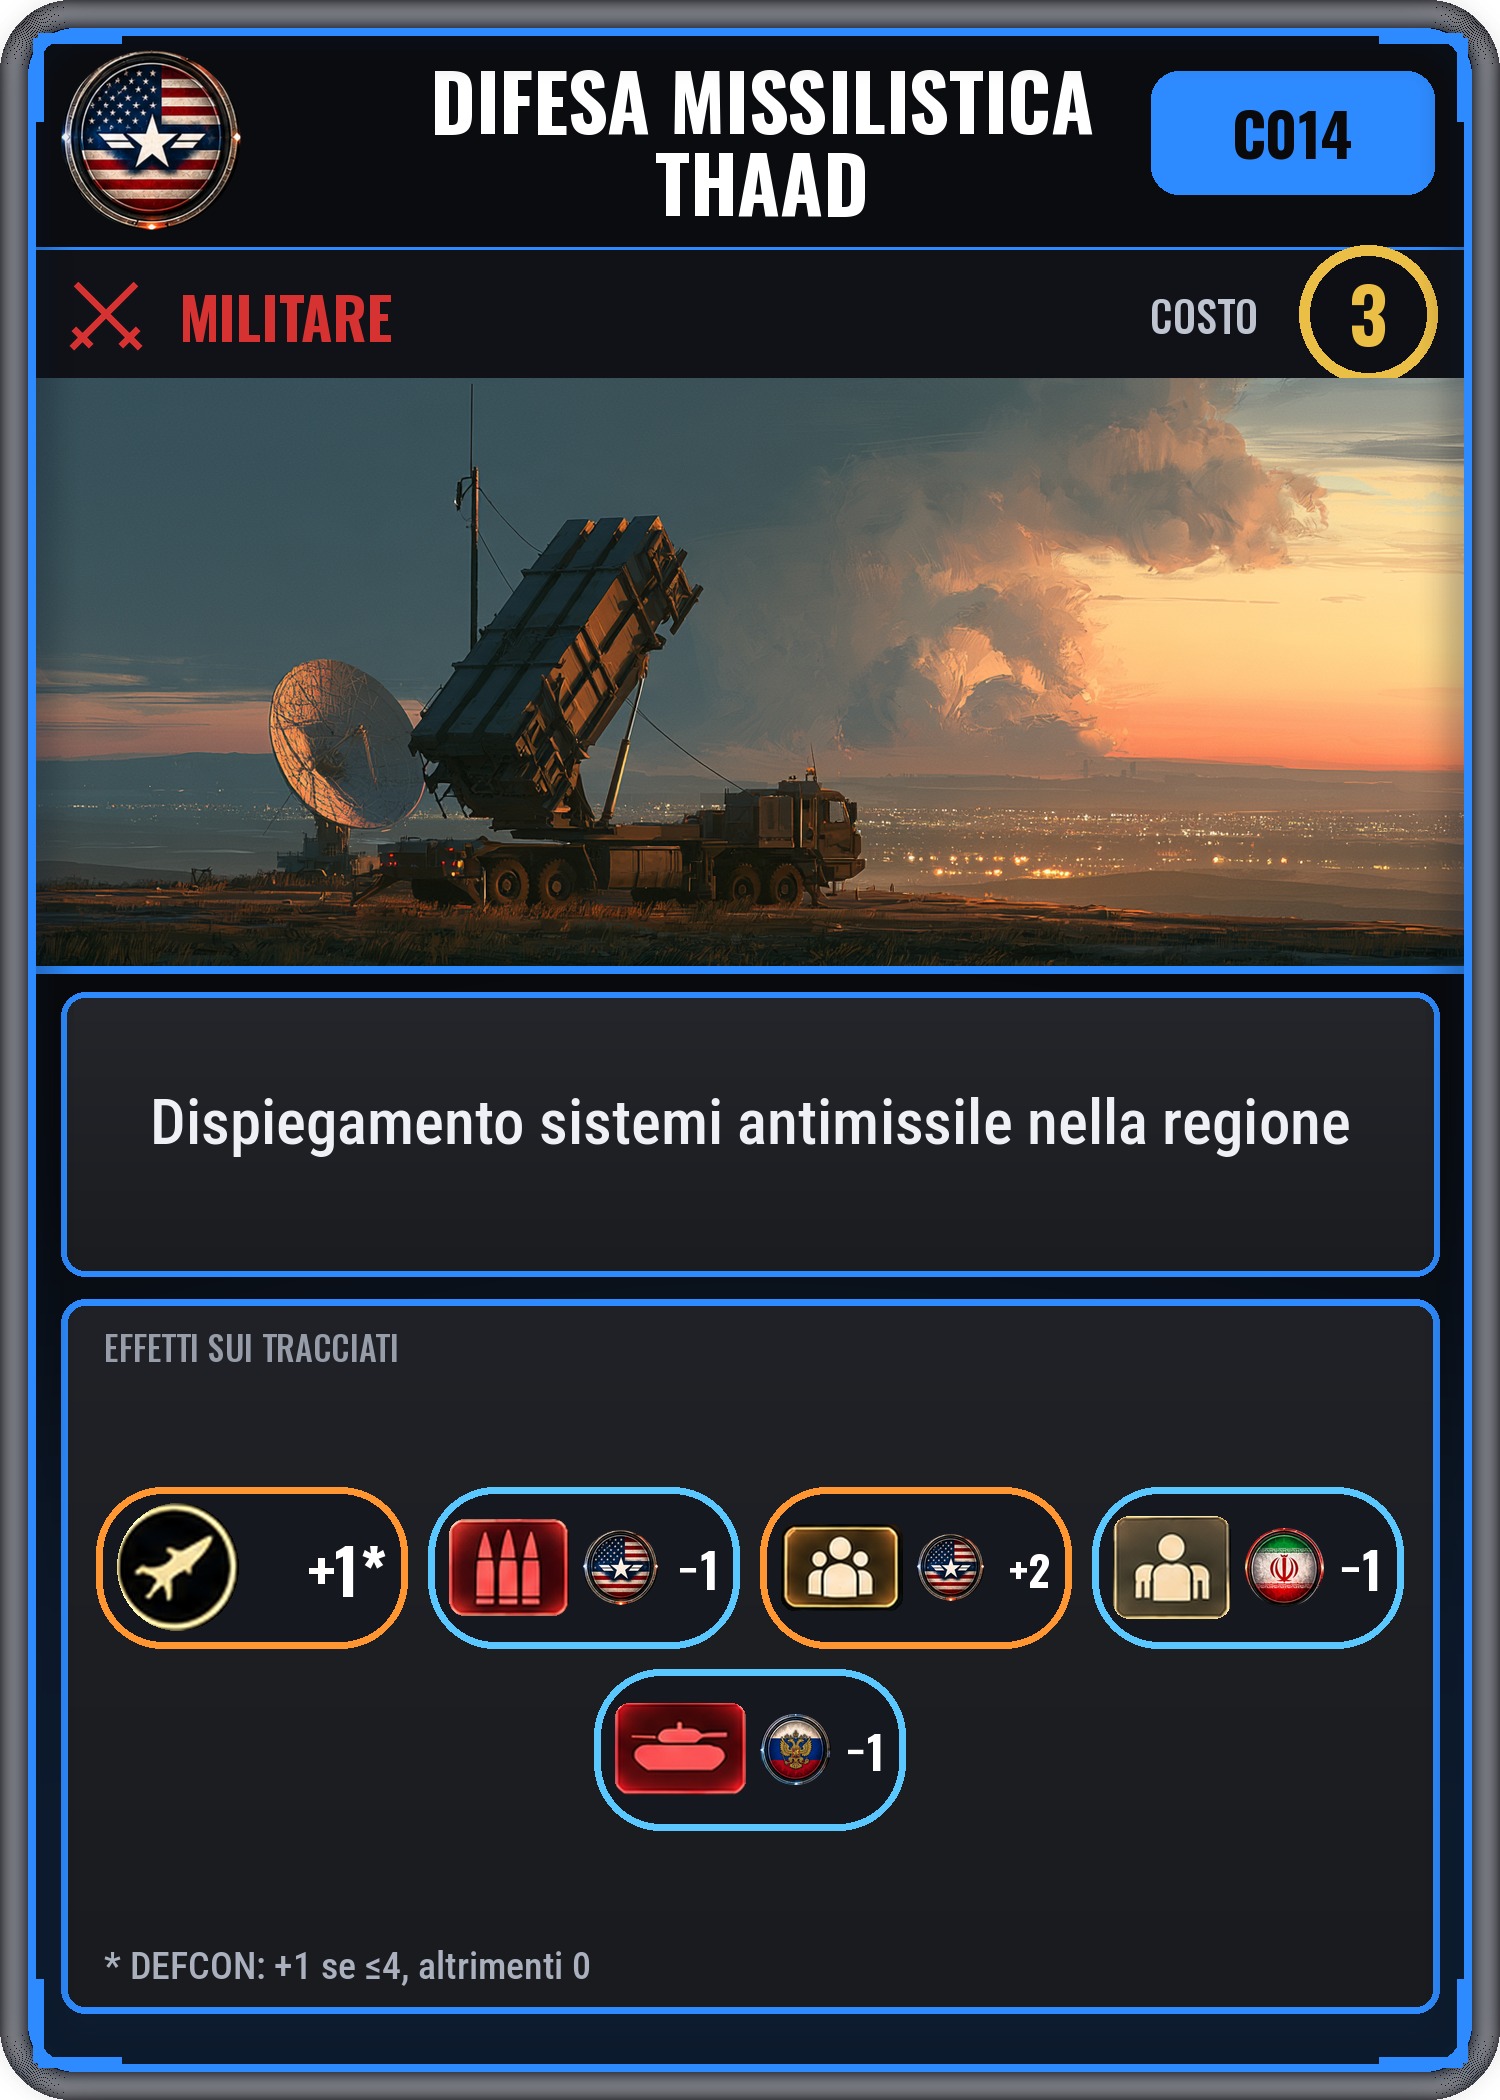 DIFESA MISSILISTICA
THAAD
C014
MILITARE
COSTO
3
Dispiegamento sistemi antimissile nella regione
EFFETTI SUI TRACCIATI
+1*
−1
+2
−1
−1
* DEFCON: +1 se ≤4, altrimenti 0